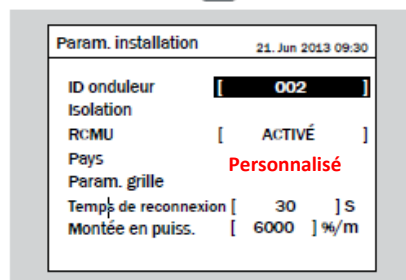 Param. installation 21. Jun 2013 09:30
ID onduleur [ 002 ]
Isolation
RCMU [ ACTIVÉ ]
Pays Personnalisé
Param. grille
Temps de reconnexion [ 30 ] S
Montée en puiss. [ 6000 ] %/m